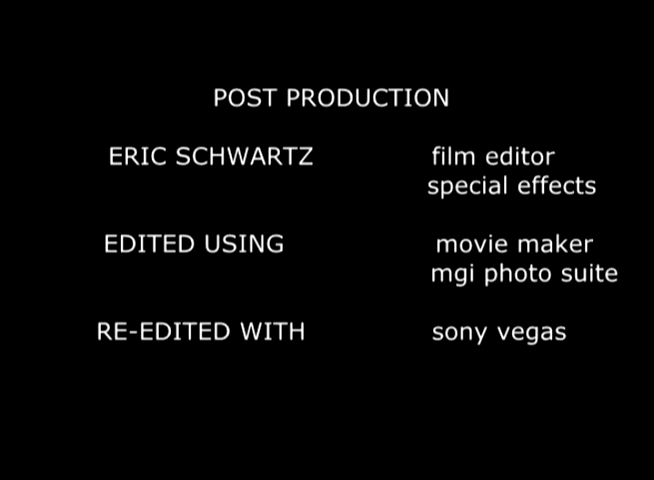 POST PRODUCTION
ERIC SCHWARTZ film editor
special effects
EDITED USING movie maker
mgi photo suite
RE-EDITED WITH sony vegas